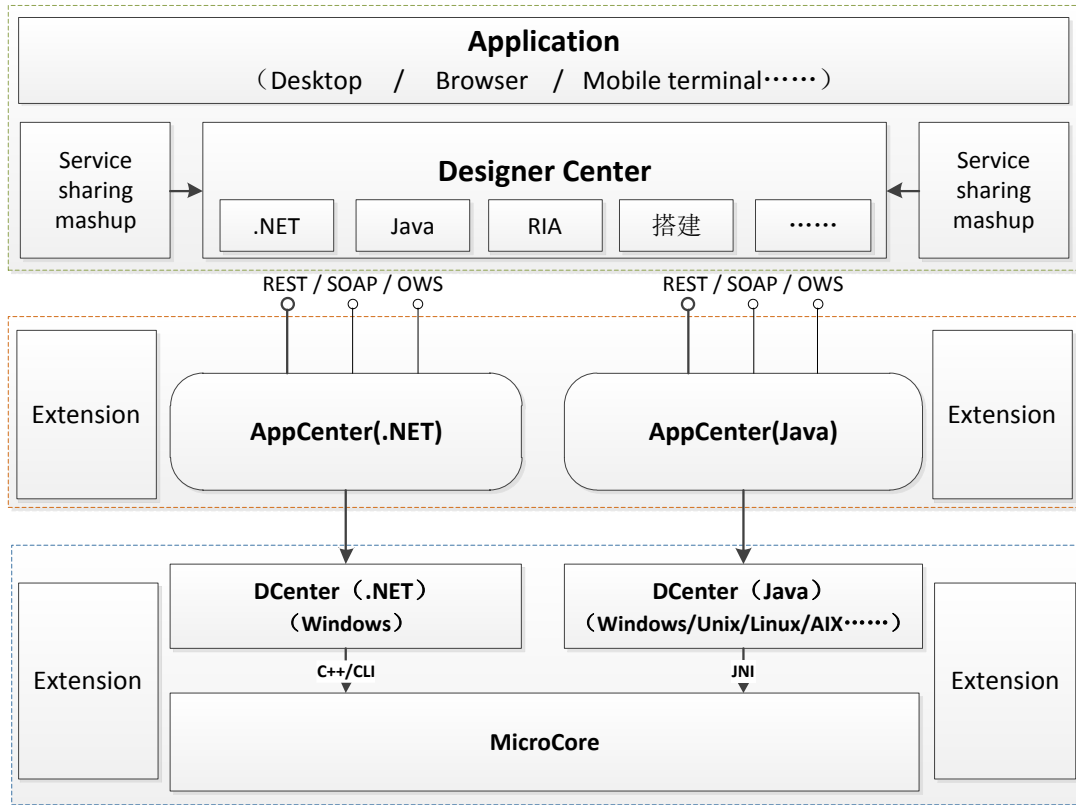 Application
（Desktop / Browser / Mobile terminal……）
Service
sharing
mashup
Designer Center
.NET
Java
RIA
搭建
……
Service
sharing
mashup
REST / SOAP / OWS
REST / SOAP / OWS
Extension
AppCenter(.NET)
AppCenter(Java)
Extension
Extension
DCenter（.NET）
（Windows）
DCenter（Java）
（Windows/Unix/Linux/AIX……）
Extension
C++/CLI
JNI
MicroCore